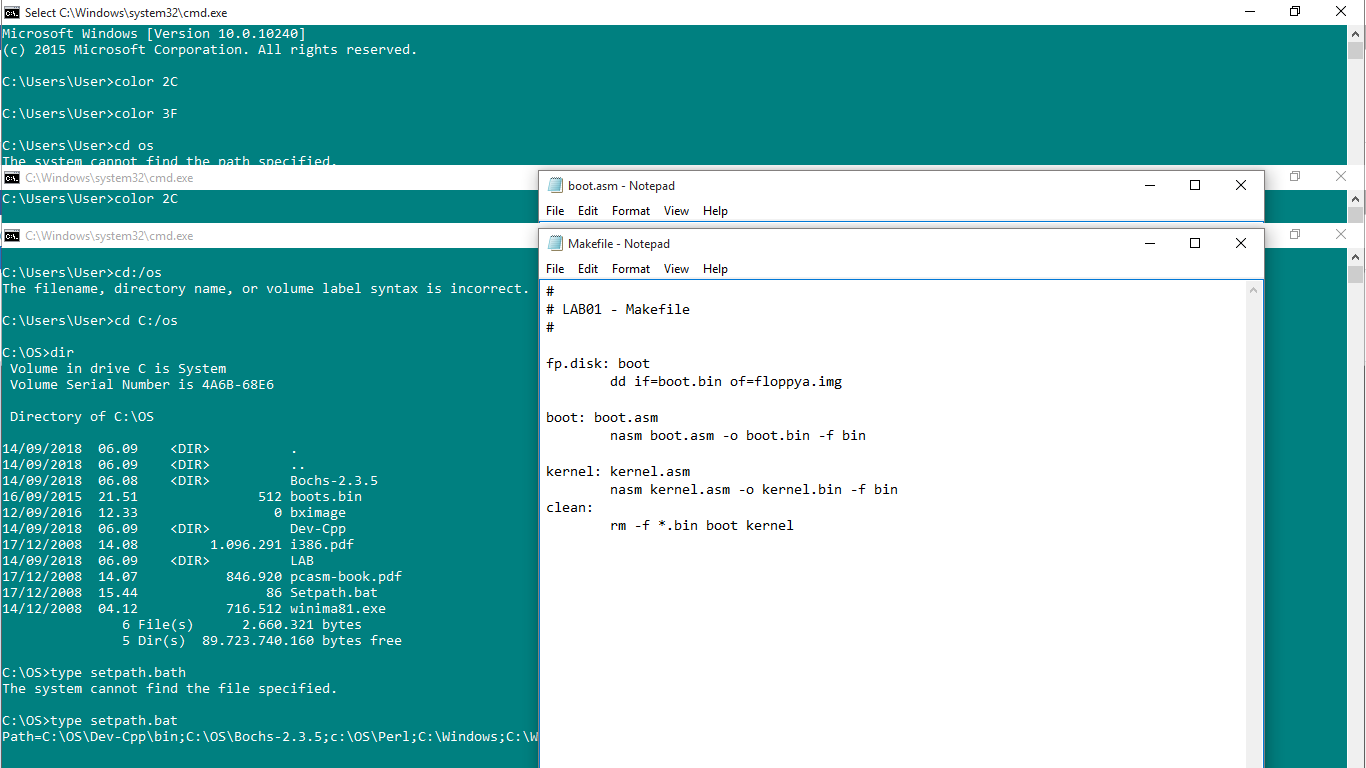 Select C:\Windows\system32\cmd.exe
Microsoft Windows [Version 10.0.10240]
(c) 2015 Microsoft Corporation. All rights reserved.
C:\Users\User>color 2C
C:\Users\User>color 3F
C:\Users\User>cd os
The system cannot find the path specified.
C:\Windows\system32\cmd.exe
C:\Users\User>color 2C
C:\Windows\system32\cmd.exe
C:\Users\User>cd:/os
The filename, directory name, or volume label syntax is incorrect.
C:\Users\User>cd C:/os
C:\OS>dir
 Volume in drive C is System
 Volume Serial Number is 4A6B-68E6
 Directory of C:\OS
14/09/2018  06.09    <DIR>          .
14/09/2018  06.09    <DIR>          ..
14/09/2018  06.08    <DIR>          Bochs-2.3.5
16/09/2015  21.51               512 boots.bin
12/09/2016  12.33                 0 bximage
14/09/2018  06.09    <DIR>          Dev-Cpp
17/12/2008  14.08         1.096.291 i386.pdf
14/09/2018  06.09    <DIR>          LAB
17/12/2008  14.07           846.920 pcasm-book.pdf
17/12/2008  15.44                86 Setpath.bat
14/12/2008  04.12           716.512 winima81.exe
               6 File(s)      2.660.321 bytes
               5 Dir(s)  89.723.740.160 bytes free
C:\OS>type setpath.bath
The system cannot find the file specified.
C:\OS>type setpath.bat
Path=C:\OS\Dev-Cpp\bin;C:\OS\Bochs-2.3.5;c:\OS\Perl;C:\Windows;C:\W
boot.asm - Notepad
File Edit Format View Help
Makefile - Notepad
File Edit Format View Help
#
# LAB01 - Makefile
#
fp.disk: boot
        dd if=boot.bin of=floppya.img
boot: boot.asm
        nasm boot.asm -o boot.bin -f bin
kernel: kernel.asm
        nasm kernel.asm -o kernel.bin -f bin
clean:
        rm -f *.bin boot kernel